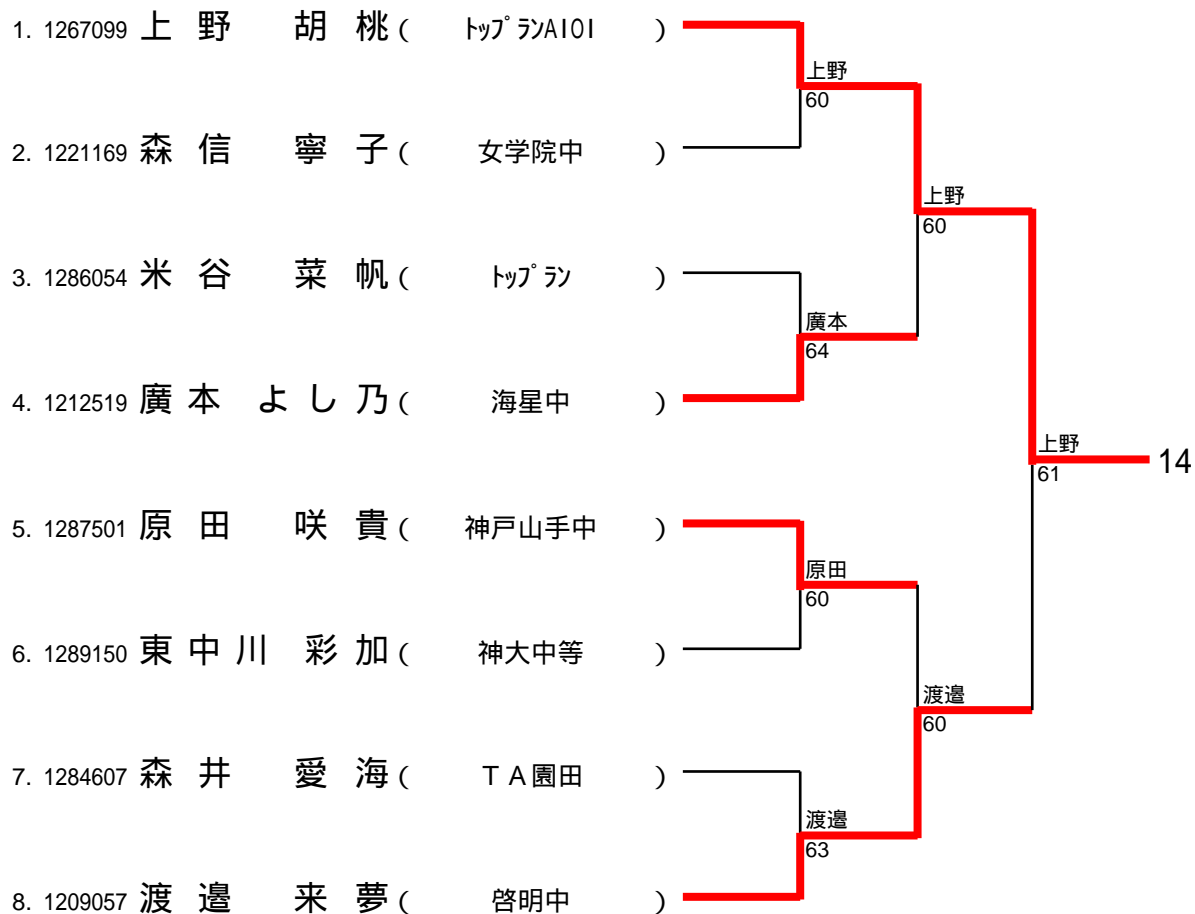 1. 1267099 上 野 胡 桃 ( トップランAIOI )
上野
60
2. 1221169 森 信 寧 子 ( 女学院中 )
上野
60
3. 1286054 米 谷 菜 帆 ( トップラン )
廣本
64
4. 1212519 廣 本 よ し 乃 ( 海星中 )
上野
61
14
5. 1287501 原 田 咲 貴 ( 神戸山手中 )
原田
60
6. 1289150 東 中 川 彩 加 ( 神大中等 )
渡邉
60
7. 1284607 森 井 愛 海 ( ＴＡ園田 )
渡邉
63
8. 1209057 渡 邉 来 夢 ( 啓明中 )